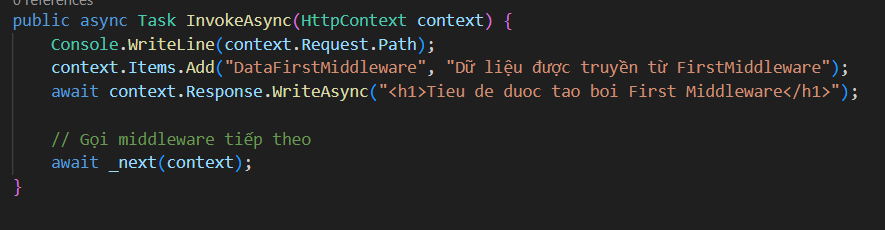 0 references
public async Task InvokeAsync(HttpContext context) {
    Console.WriteLine(context.Request.Path);
    context.Items.Add("DataFirstMiddleware", "Dữ liệu được truyền từ FirstMiddleware");
    await context.Response.WriteAsync("<h1>Tieu de duoc tao boi First Middleware</h1>");
    // Gọi middleware tiếp theo
    await _next(context);
}